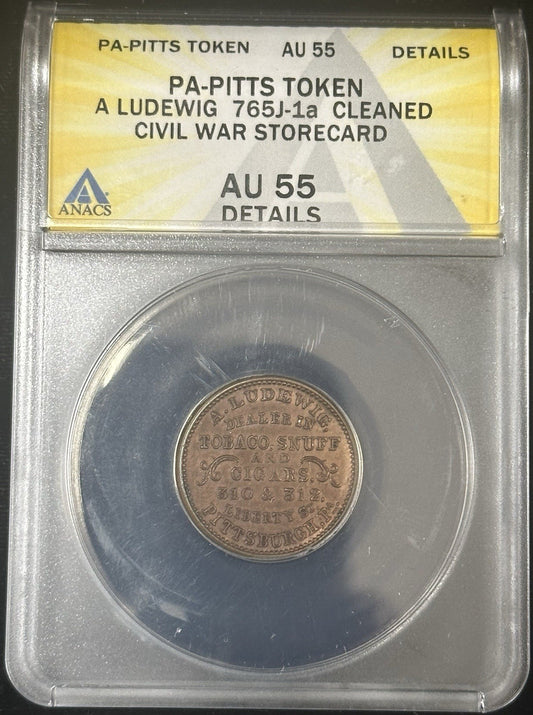 PA-PITTS TOKEN AU 55 DETAILS
PA-PITTS TOKEN
A LUDEWIG 765J-1a CLEANED
CIVIL WAR STORECARD
ANACS
AU 55
DETAILS
A. LUDEWIG,
DEALER IN
TOBACO, SNUFF
AND
CIGARS,
310 & 312.
LIBERTY ST.
PITTSBURGH, PA.